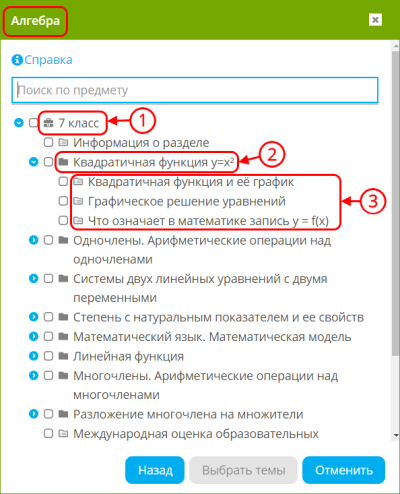 Алгебра
Справка
Поиск по предмету
7 класс
1
Информация о разделе
Квадратичная функция y=x²
2
Квадратичная функция и её график
Графическое решение уравнений
3
Что означает в математике запись y = f(x)
Одночлены. Арифметические операции над
одночленами
Системы двух линейных уравнений с двумя
переменными
Степень с натуральным показателем и ее свойства
Математический язык. Математическая модель
Линейная функция
Многочлены. Арифметические операции над
многочленами
Разложение многочлена на множители
Международная оценка образовательных
Назад
Выбрать темы
Отменить